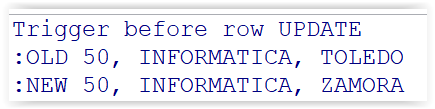 Trigger before row UPDATE
:OLD 50, INFORMATICA, TOLEDO
:NEW 50, INFORMATICA, ZAMORA